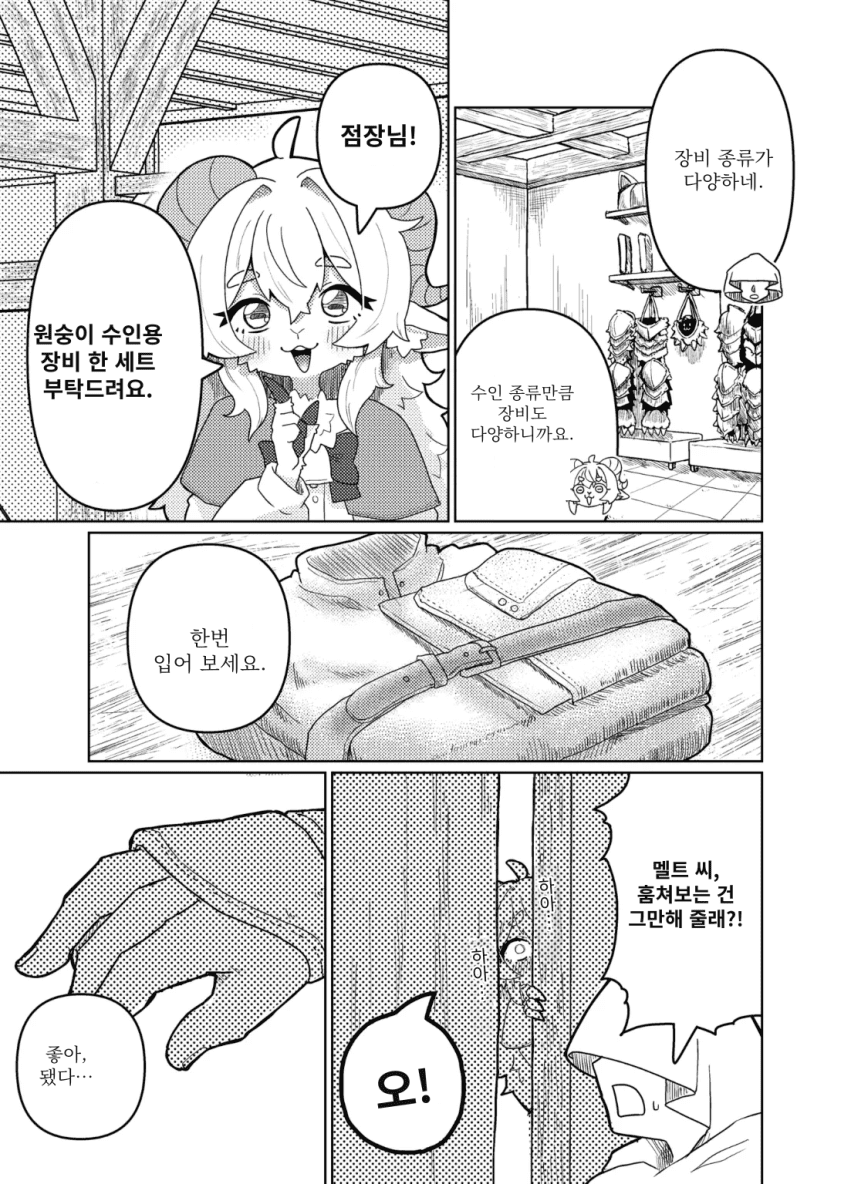 장비 종류가
다양하네.
수인 종류만큼
장비도
다양하니까요.
점장님!
원숭이 수인용
장비 한 세트
부탁드려요.
한번
입어 보세요.
멜트 씨,
훔쳐보는 건
그만해 줄래?!
하아
하아
오!
좋아,
됐다…